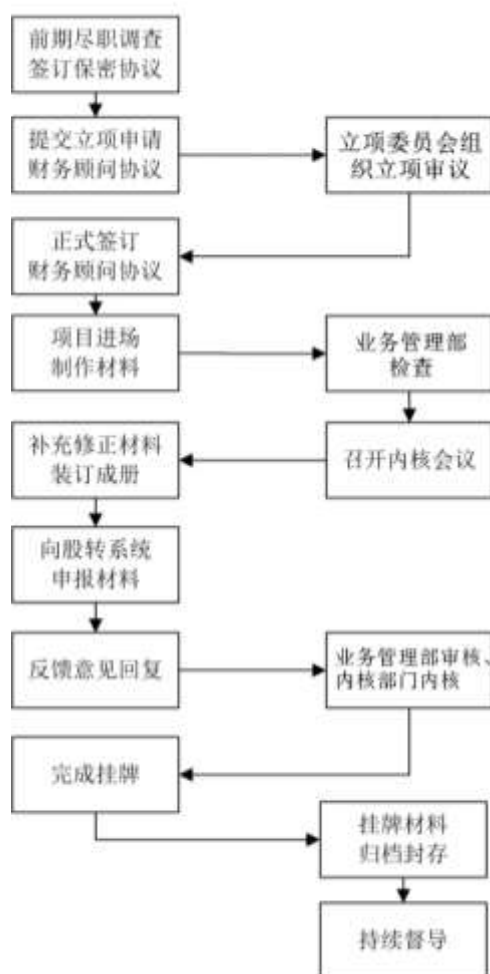 前期尽职调查
签订保密协议
提交立项申请
财务顾问协议
立项委员会组
织立项审议
正式签订
财务顾问协议
项目进场
制作材料
业务管理部
检查
召开内核会议
补充修正材料
装订成册
向股转系统
申报材料
反馈意见回复
业务管理部审核、
内核部门内核
完成挂牌
挂牌材料
归档封存
持续督导